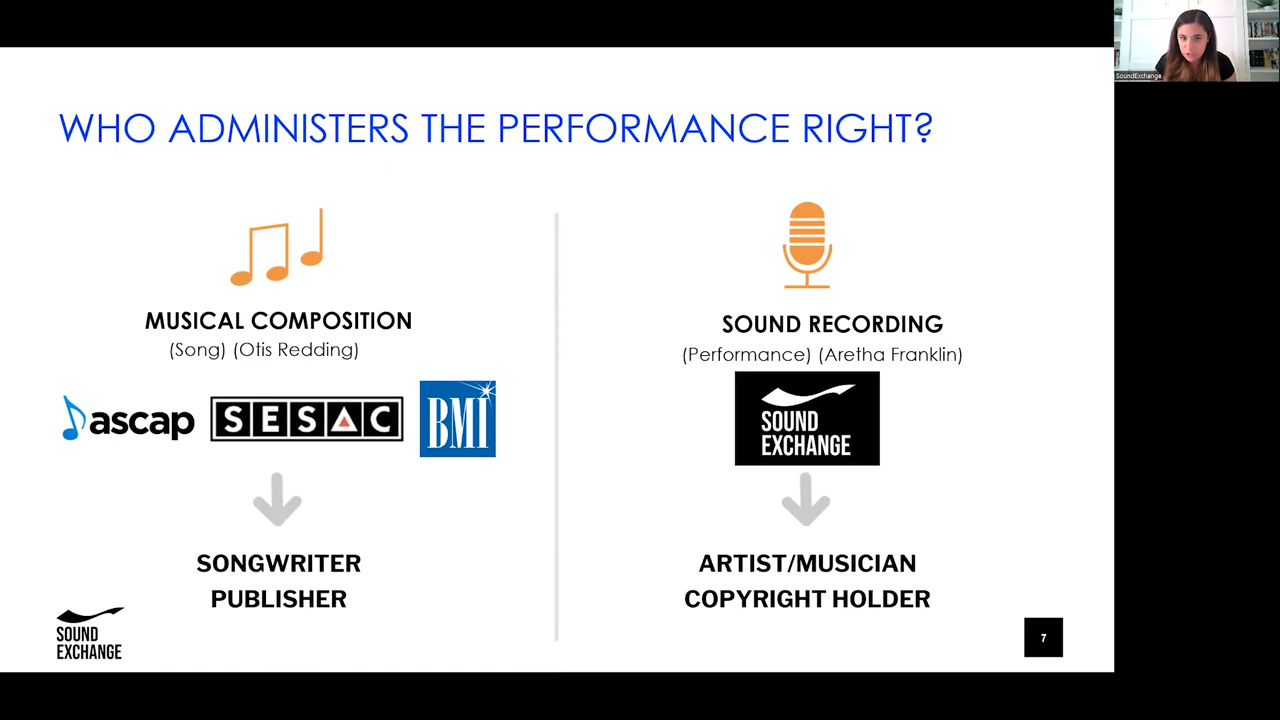 SoundExchange
WHO ADMINISTERS THE PERFORMANCE RIGHT?
MUSICAL COMPOSITION
(Song) (Otis Redding)
ascap
SESAC
BMI
SONGWRITER
PUBLISHER
SOUND RECORDING
(Performance) (Aretha Franklin)
SOUND
EXCHANGE
ARTIST/MUSICIAN
COPYRIGHT HOLDER
SOUND
EXCHANGE
7